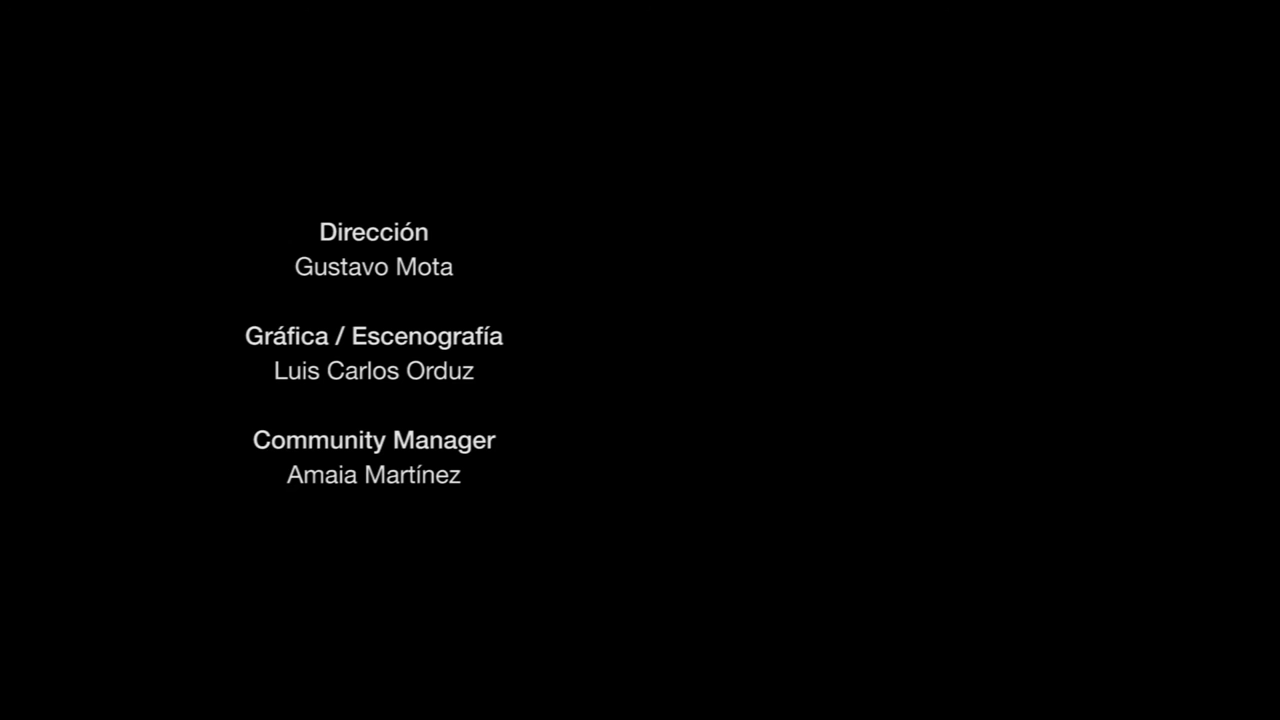 Dirección
Gustavo Mota
Gráfica / Escenografía
Luis Carlos Orduz
Community Manager
Amaia Martínez